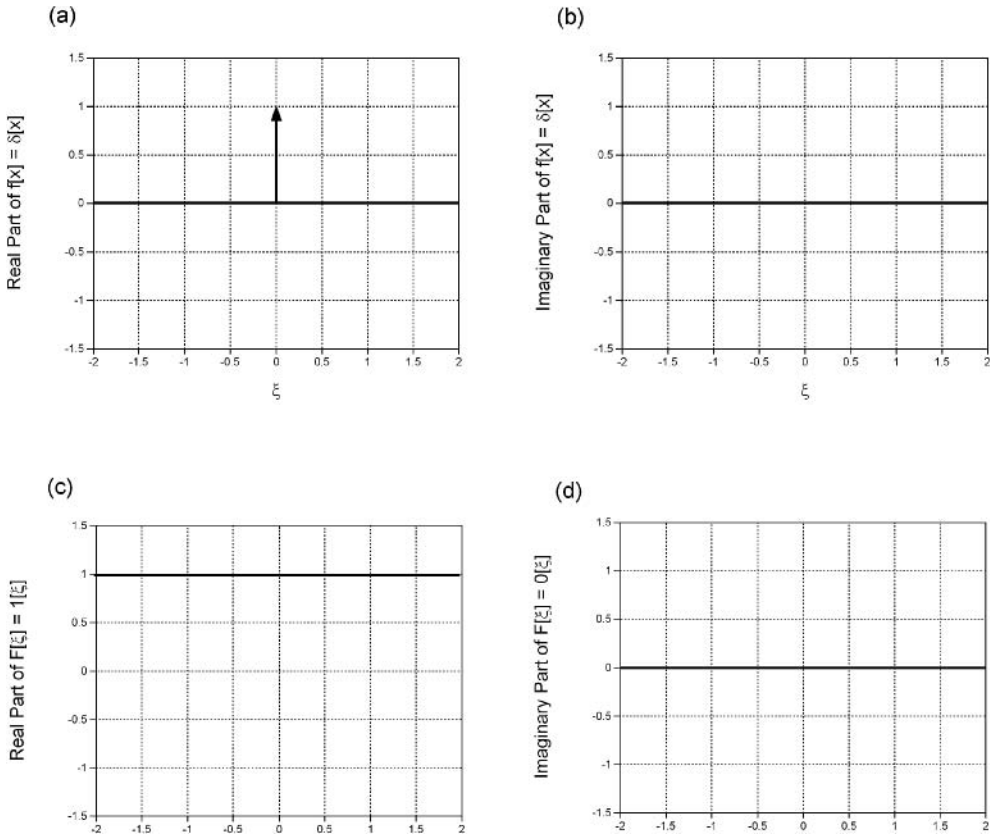 (a)
Real Part of f[x] = δ[x]
1.5
1
0.5
0
-0.5
-1
-1.5
-2 -1.5 -1 -0.5 0 0.5 1 1.5 2
ξ
(b)
Imaginary Part of f[x] = δ[x]
1.5
1
0.5
0
-0.5
-1
-1.5
-2 -1.5 -1 -0.5 0 0.5 1 1.5 2
ξ
(c)
Real Part of F[ξ] = 1[ξ]
1.5
1
0.5
0
-0.5
-1
-1.5
-2 -1.5 -1 -0.5 0 0.5 1 1.5 2
(d)
Imaginary Part of F[ξ] = 0[ξ]
1.5
1
0.5
0
-0.5
-1
-1.5
-2 -1.5 -1 -0.5 0 0.5 1 1.5 2